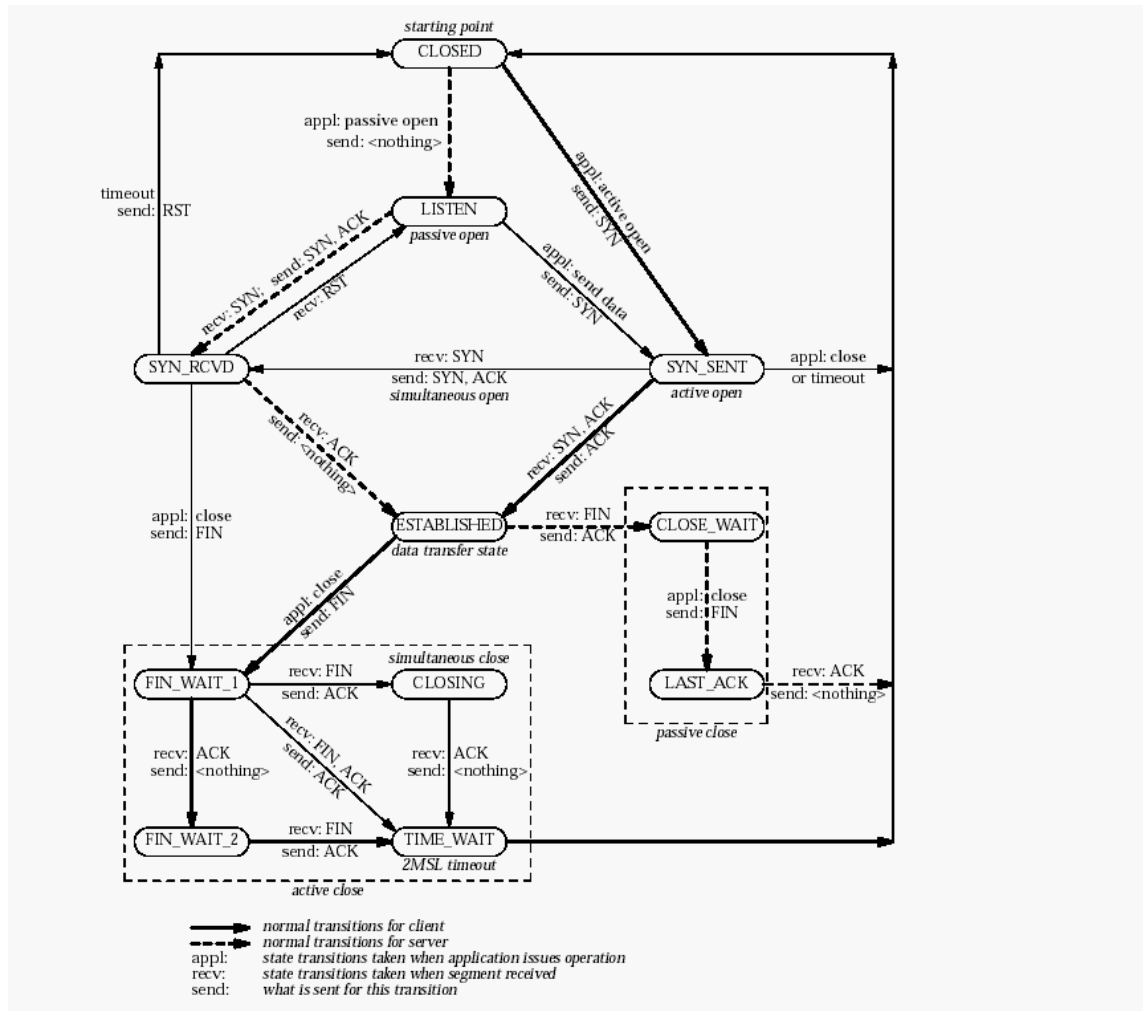 starting point
CLOSED
appl: passive open
send: <nothing>
appl: active open
send: SYN
timeout
send: RST
LISTEN
passive open
recv: SYN; send: SYN, ACK
recv: RST
appl: send data
send: SYN
SYN_RCVD
recv: SYN
send: SYN, ACK
simultaneous open
SYN_SENT
active open
appl: close
or timeout
recv: ACK
send: <nothing>
recv: SYN, ACK
send: ACK
appl: close
send: FIN
ESTABLISHED
data transfer state
recv: FIN
send: ACK
CLOSE_WAIT
appl: close
send: FIN
appl: close
send: FIN
simultaneous close
FIN_WAIT_1
recv: FIN
send: ACK
CLOSING
LAST_ACK
recv: ACK
send: <nothing>
passive close
recv: ACK
send: <nothing>
recv: FIN, ACK
send: ACK
recv: ACK
send: <nothing>
FIN_WAIT_2
recv: FIN
send: ACK
TIME_WAIT
2MSL timeout
active close
normal transitions for client
normal transitions for server
appl: state transitions taken when application issues operation
recv: state transitions taken when segment received
send: what is sent for this transition